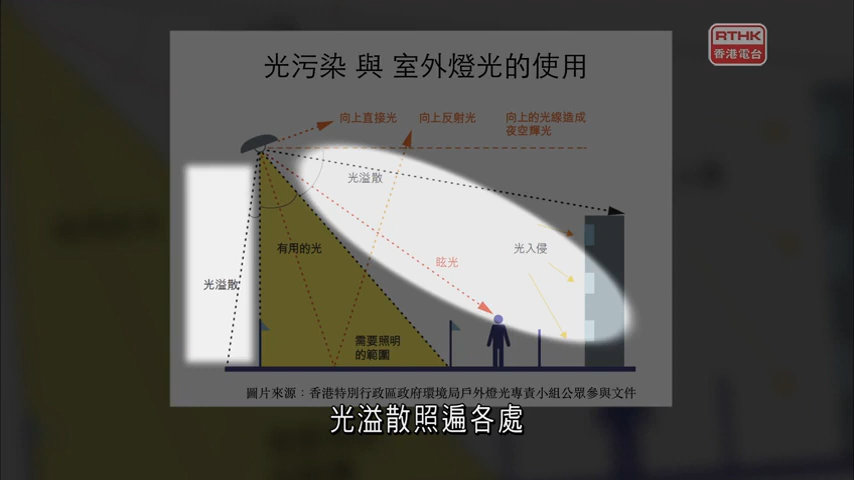 RTHK
香港電台
光污染 與 室外燈光的使用
向上直接光
向上反射光
向上的光線造成
夜空輝光
光溢散
有用的光
光入侵
眩光
光溢散
需要照明
的範圍
圖片來源：香港特別行政區政府環境局戶外燈光專責小組公眾參與文件
光溢散照遍各處